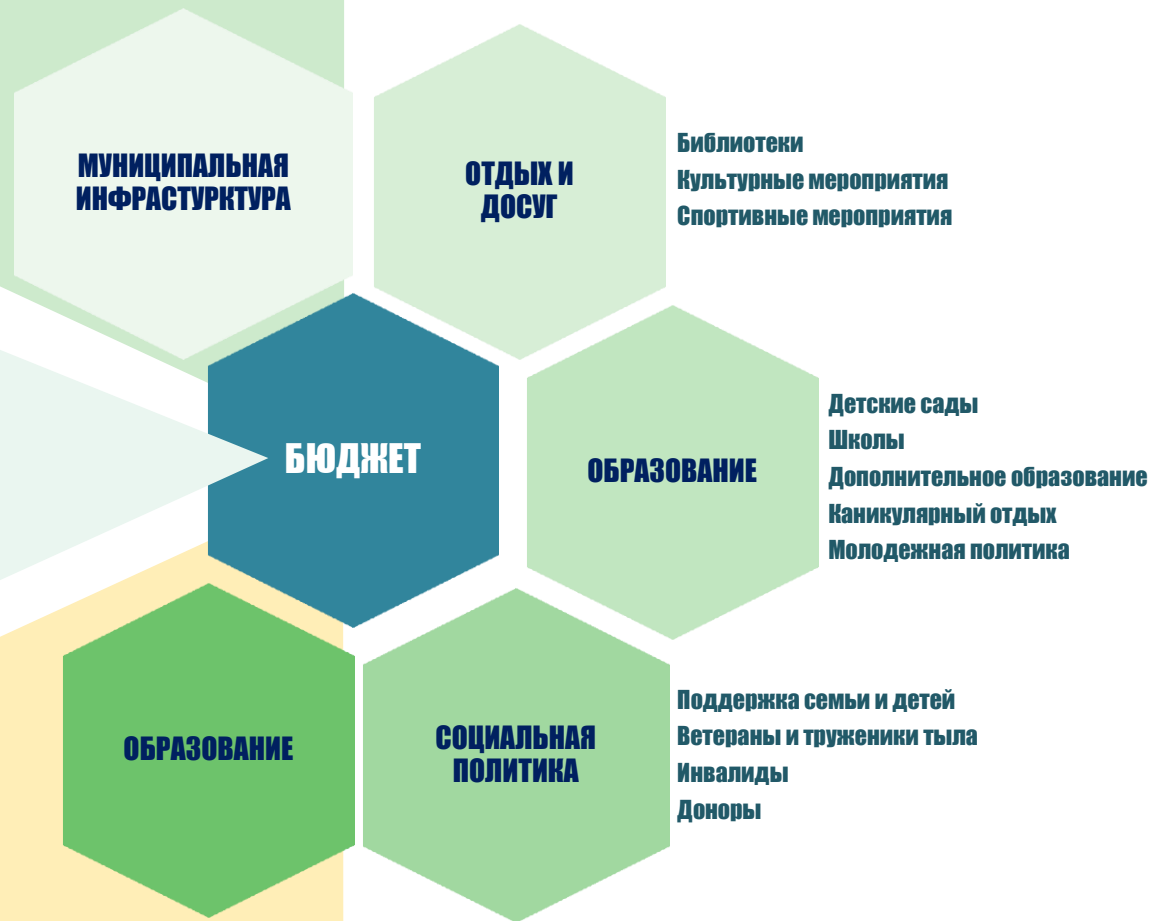 МУНИЦИПАЛЬНАЯ
ИНФРАСТУРКТУРА
ОТДЫХ И
ДОСУГ
Библиотеки
Культурные мероприятия
Спортивные мероприятия
БЮДЖЕТ
ОБРАЗОВАНИЕ
Детские сады
Школы
Дополнительное образование
Каникулярный отдых
Молодежная политика
ОБРАЗОВАНИЕ
СОЦИАЛЬНАЯ
ПОЛИТИКА
Поддержка семьи и детей
Ветераны и труженики тыла
Инвалиды
Доноры